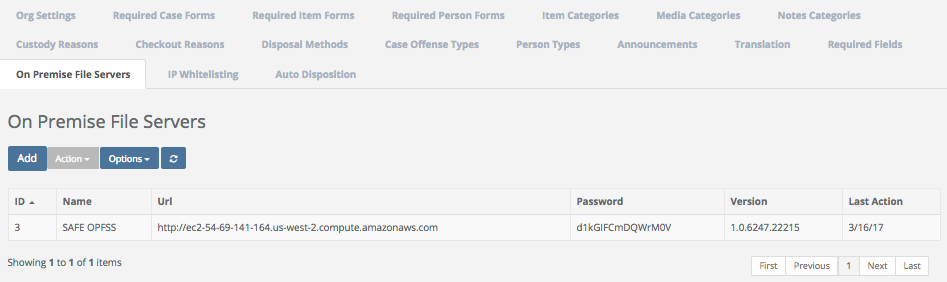 Org Settings Required Case Forms Required Item Forms Required Person Forms Item Categories Media Categories Notes Categories
Custody Reasons Checkout Reasons Disposal Methods Case Offense Types Person Types Announcements Translation Required Fields
On Premise File Servers IP Whitelisting Auto Disposition
On Premise File Servers
Add Action Options
ID Name Url Password Version Last Action
3 SAFE OPFSS http://ec2-54-69-141-164.us-west-2.compute.amazonaws.com d1kGIFCmDQWrM0V 1.0.6247.22215 3/16/17
Showing 1 to 1 of 1 items
First Previous 1 Next Last